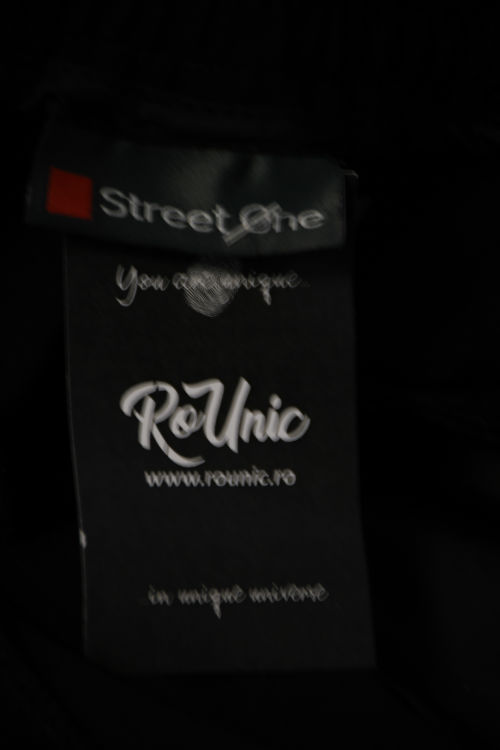 Street One
You are unique
RoUnic
www.rounic.ro
in unique universe